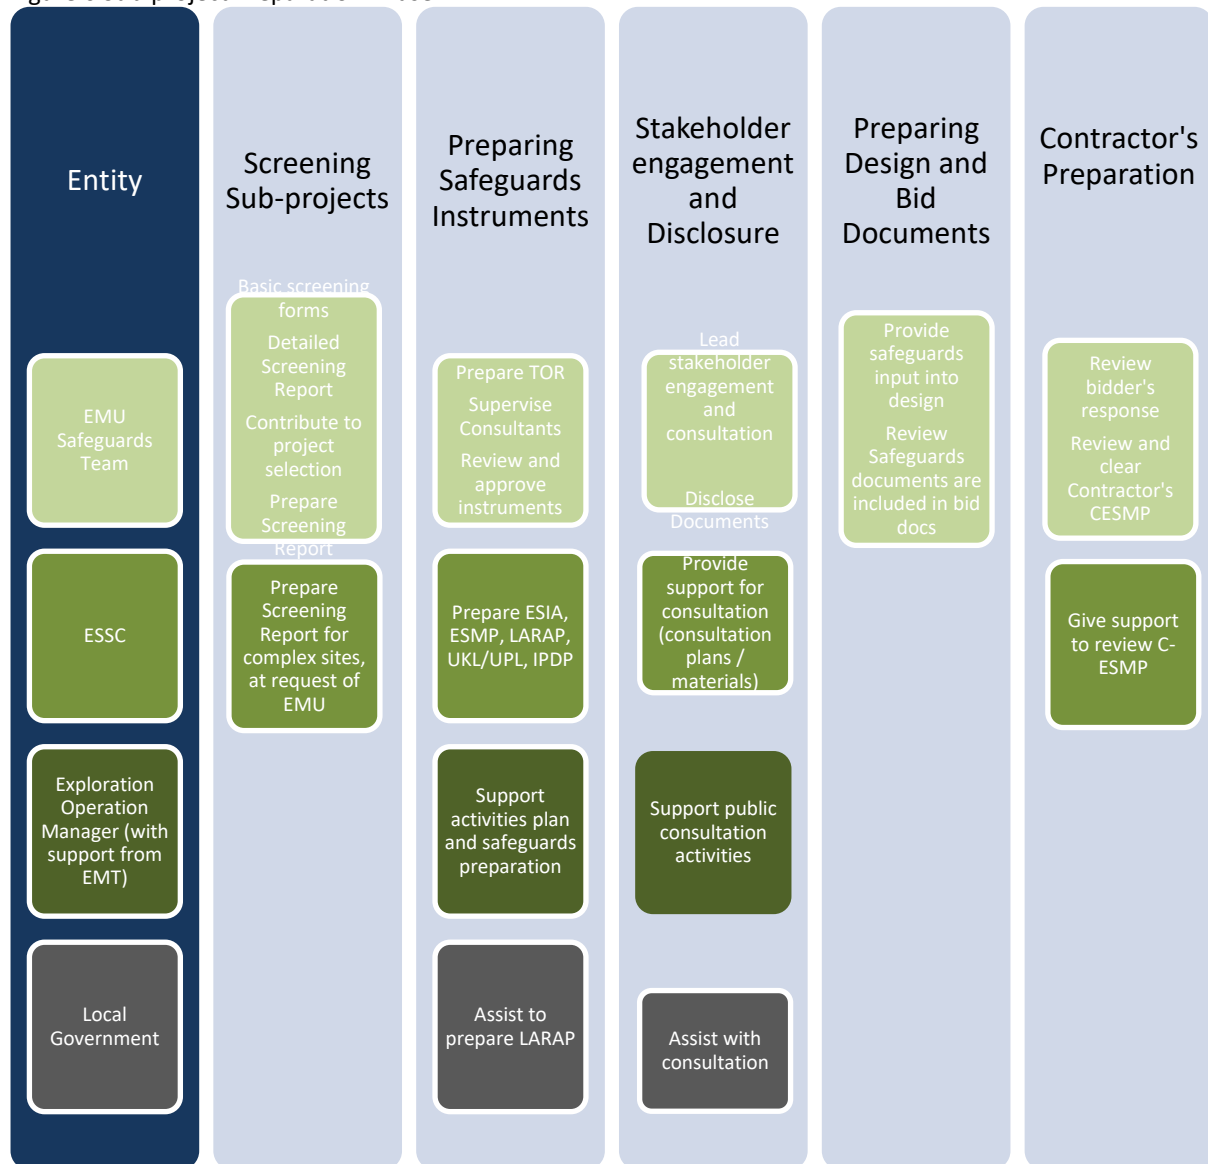 Entity
Screening
Sub-projects
Preparing
Safeguards
Instruments
Stakeholder
engagement
and
Disclosure
Preparing
Design and
Bid
Documents
Contractor's
Preparation
EMU
Safeguards
Team
Basic screening
forms
Detailed
Screening
Report
Contribute to
project
selection
Prepare
Screening
Report
Prepare TOR
Supervise
Consultants
Review and
approve
instruments
Lead
stakeholder
engagement
and
consultation
Disclose
Documents
Provide
safeguards
input into
design
Review
Safeguards
documents are
included in bid
docs
Review
bidder's
response
Review and
clear
Contractor's
CESMP
ESSC
Prepare
Screening
Report for
complex sites,
at request of
EMU
Prepare ESIA,
ESMP, LARAP,
UKL/UPL, IPDP
Provide
support for
consultation
(consultation
plans /
materials)
Give support
to review C-
ESMP
Exploration
Operation
Manager (with
support from
EMT)
Support
activities plan
and safeguards
preparation
Support public
consultation
activities
Local
Government
Assist to
prepare LARAP
Assist with
consultation